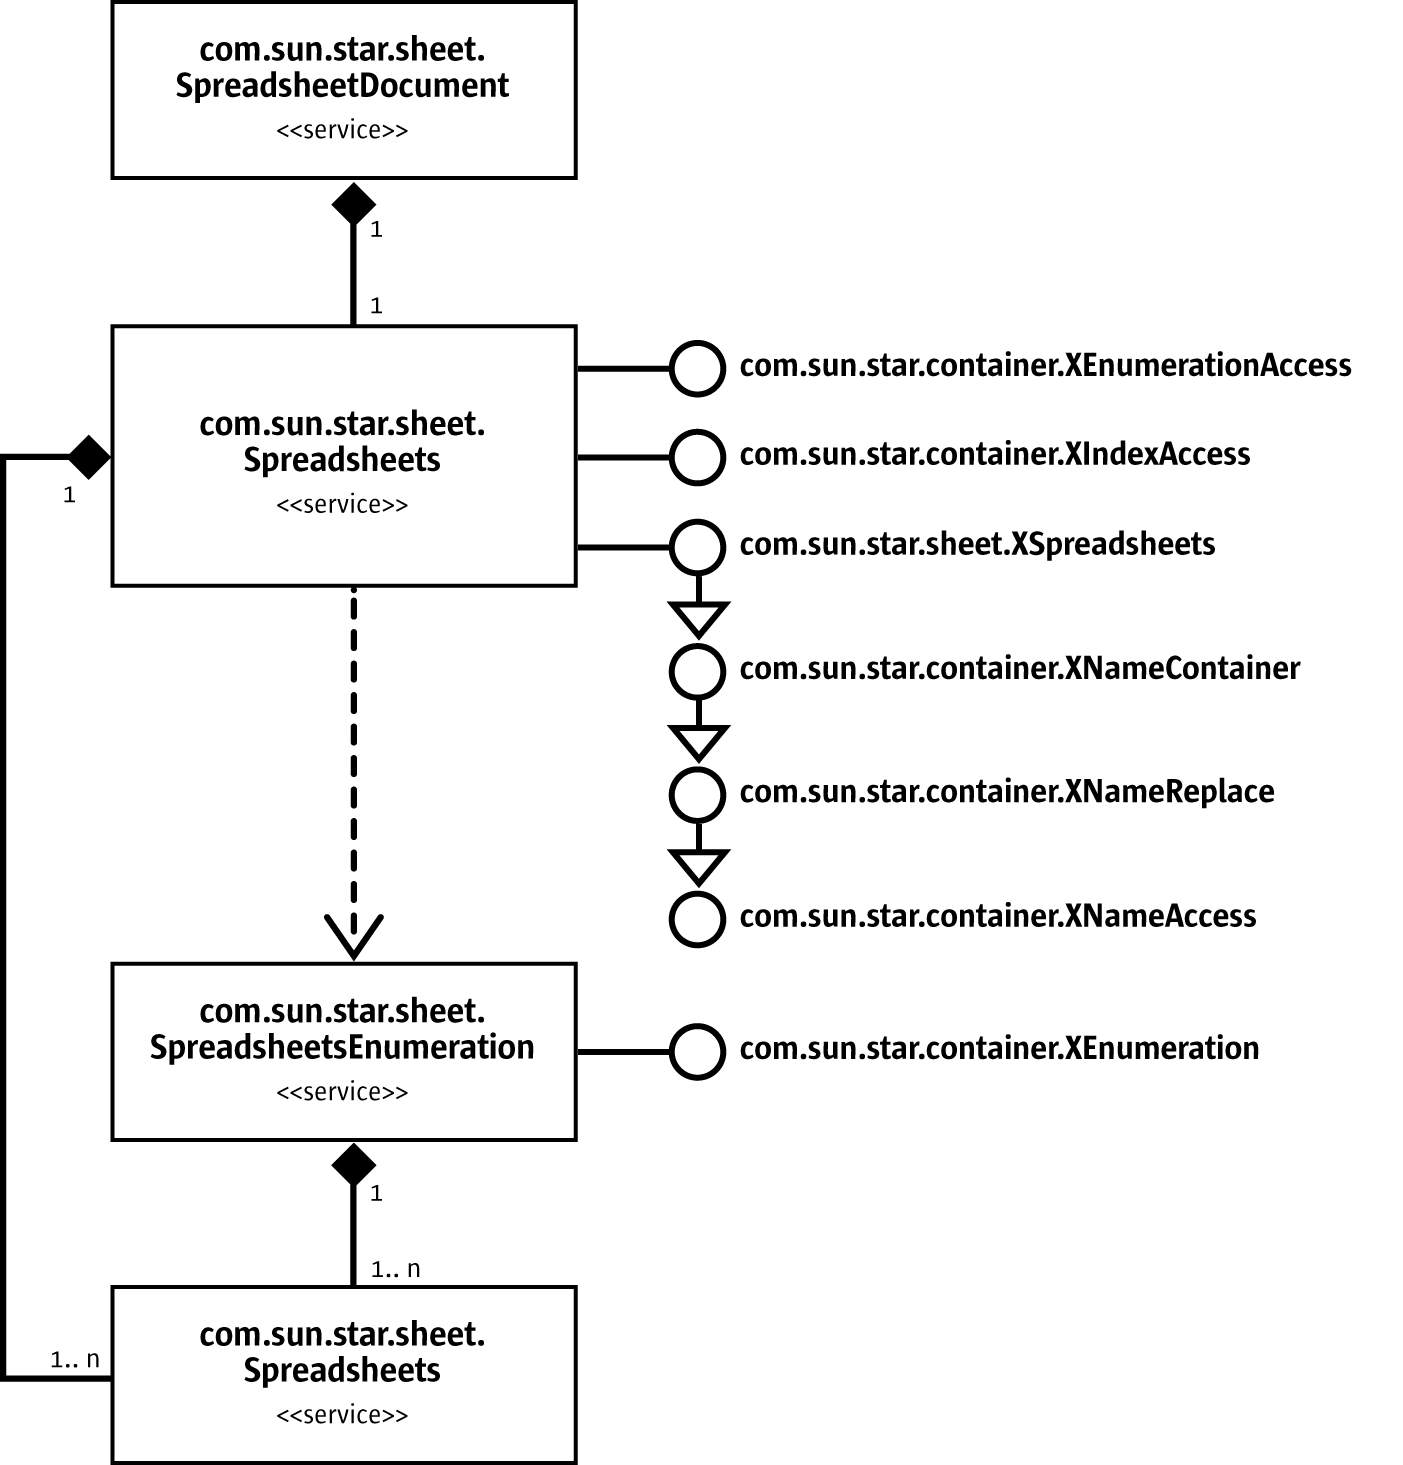 com.sun.star.sheet.
SpreadsheetDocument
<<service>>
1
1
com.sun.star.sheet.
Spreadsheets
<<service>>
com.sun.star.container.XEnumerationAccess
com.sun.star.container.XIndexAccess
com.sun.star.sheet.XSpreadsheets
1
com.sun.star.container.XNameContainer
com.sun.star.container.XNameReplace
com.sun.star.container.XNameAccess
com.sun.star.sheet.
SpreadsheetsEnumeration
<<service>>
com.sun.star.container.XEnumeration
1
1.. n
com.sun.star.sheet.
Spreadsheets
<<service>>
1.. n